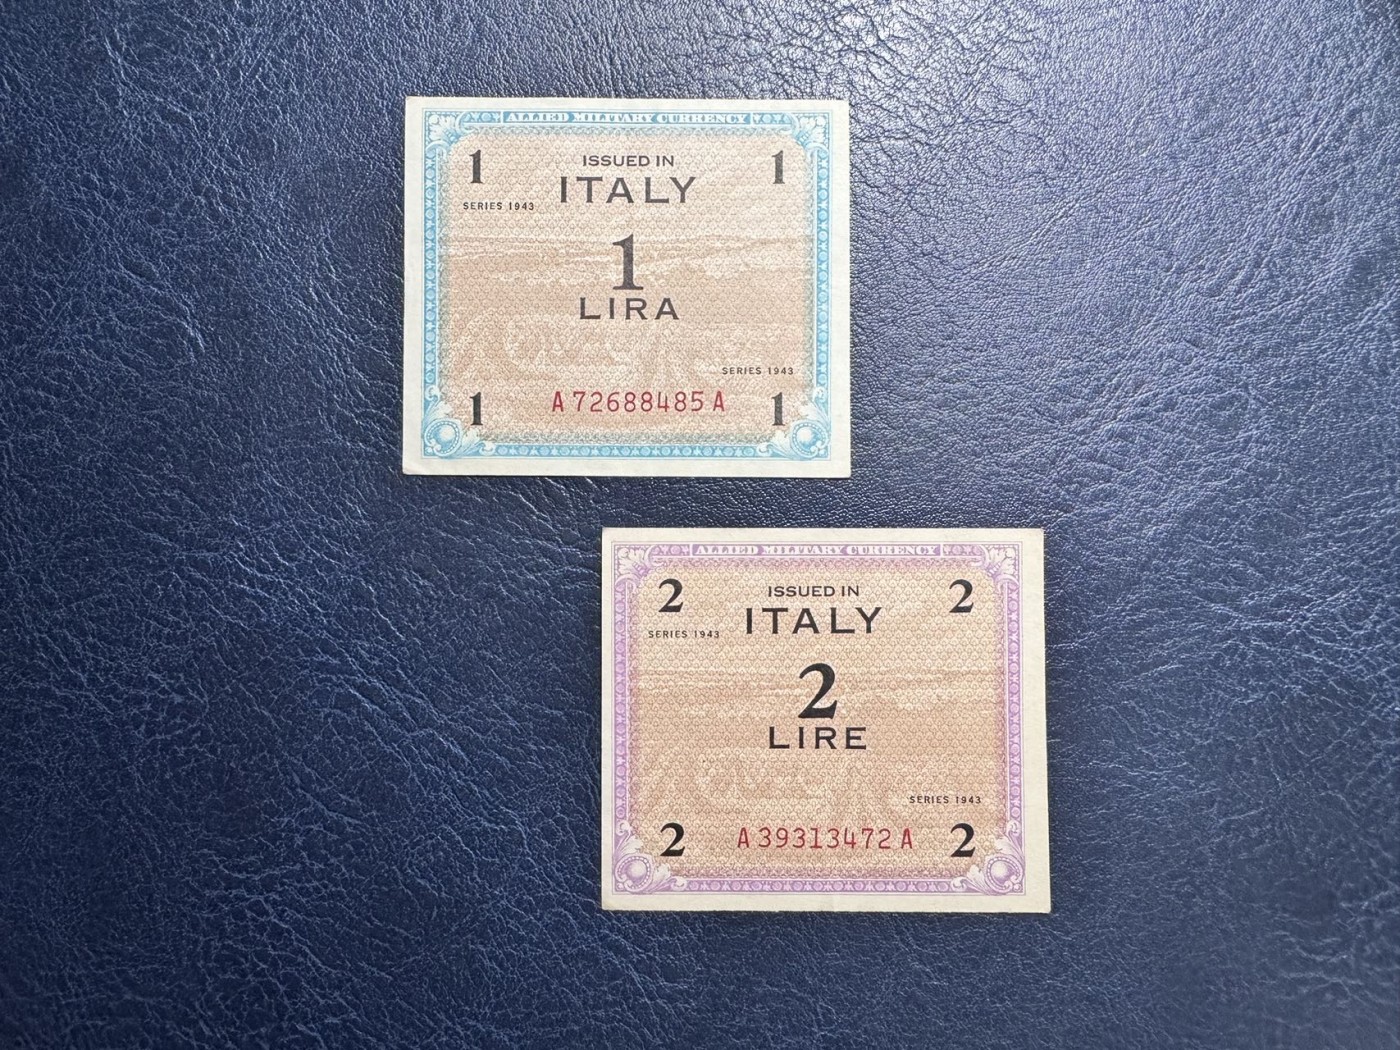 ALLIED MILITARY CURRENCY
1 ISSUED IN 1
ITALY
SERIES 1943
1
LIRA
SERIES 1943
1 A72688485A 1
ALLIED MILITARY CURRENCY
2 ISSUED IN 2
ITALY
SERIES 1943
2
LIRE
SERIES 1943
2 A39313472A 2